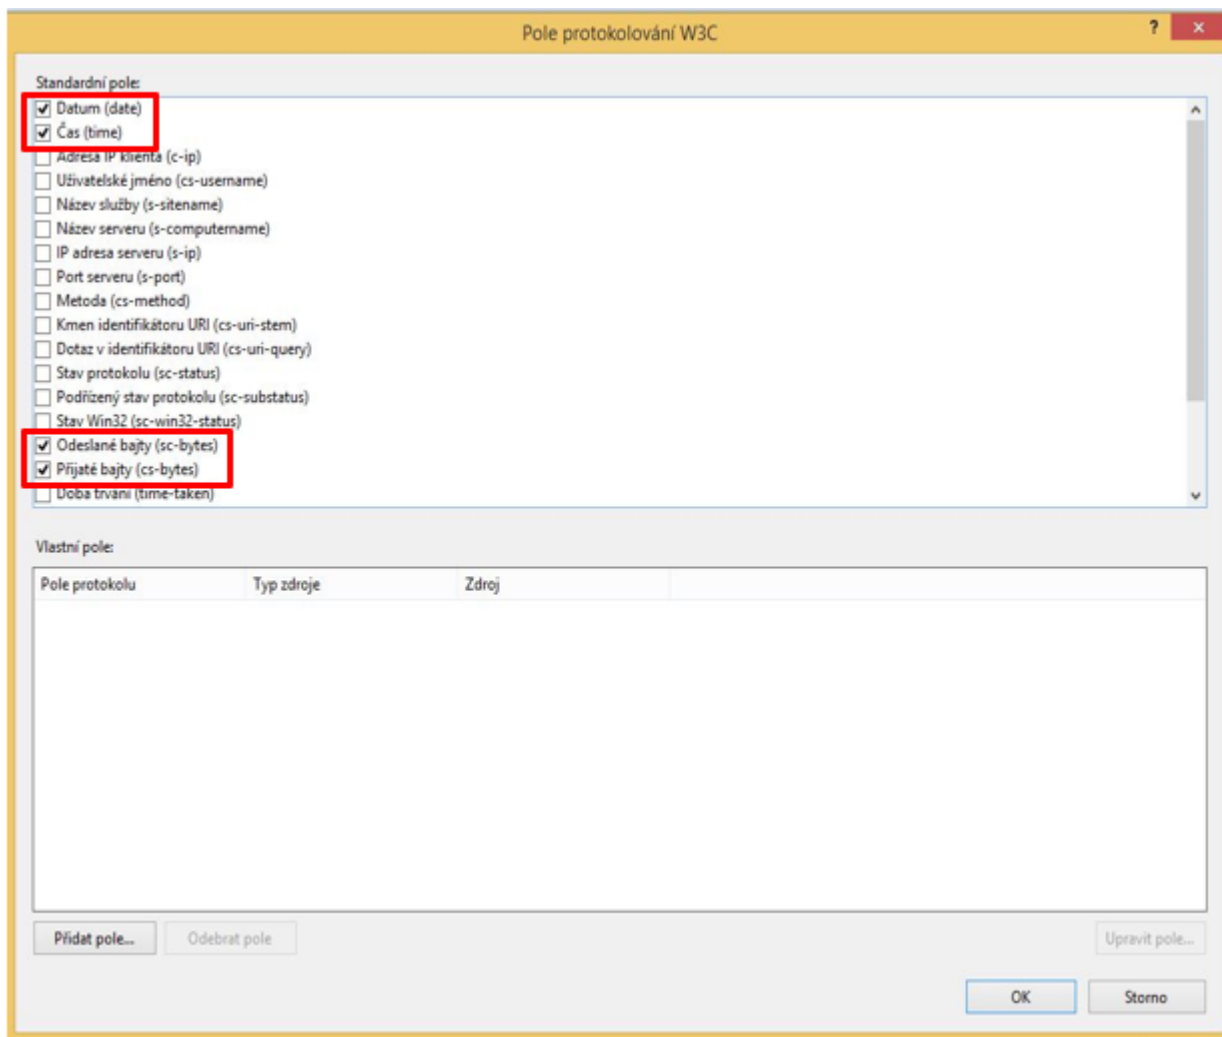 Pole protokolování W3C
?
Standardní pole:
Datum (date)
Čas (time)
Adresa IP klienta (c-ip)
Uživatelské jméno (cs-username)
Název služby (s-sitename)
Název serveru (s-computername)
IP adresa serveru (s-ip)
Port serveru (s-port)
Metoda (cs-method)
Kmen identifikátoru URI (cs-uri-stem)
Dotaz v identifikátoru URI (cs-uri-query)
Stav protokolu (sc-status)
Podřízený stav protokolu (sc-substatus)
Stav Win32 (sc-win32-status)
Odeslané bajty (sc-bytes)
Přijaté bajty (cs-bytes)
Doba trvání (time-taken)
Vlastní pole:
Pole protokolu Typ zdroje Zdroj
Přidat pole... Odebrat pole Upravit pole...
OK Storno